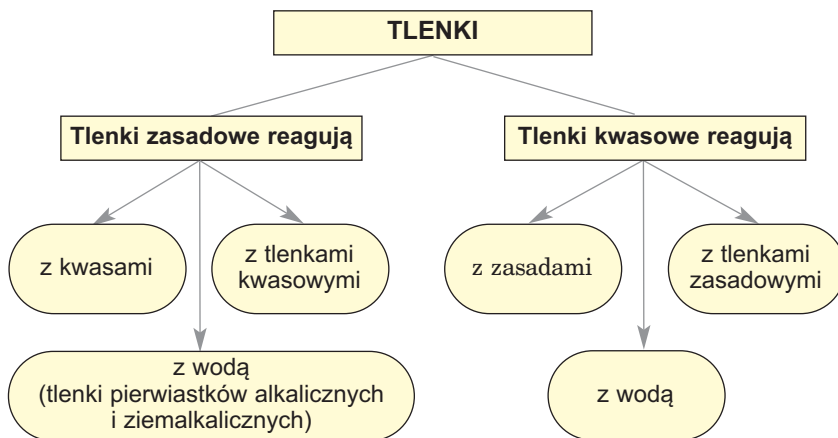 TLENKI
Tlenki zasadowe reagują
Tlenki kwasowe reagują
z kwasami
z tlenkami
kwasowymi
z zasadami
z tlenkami
zasadowymi
z wodą
(tlenki pierwiastków alkalicznych
i ziemalkalicznych)
z wodą